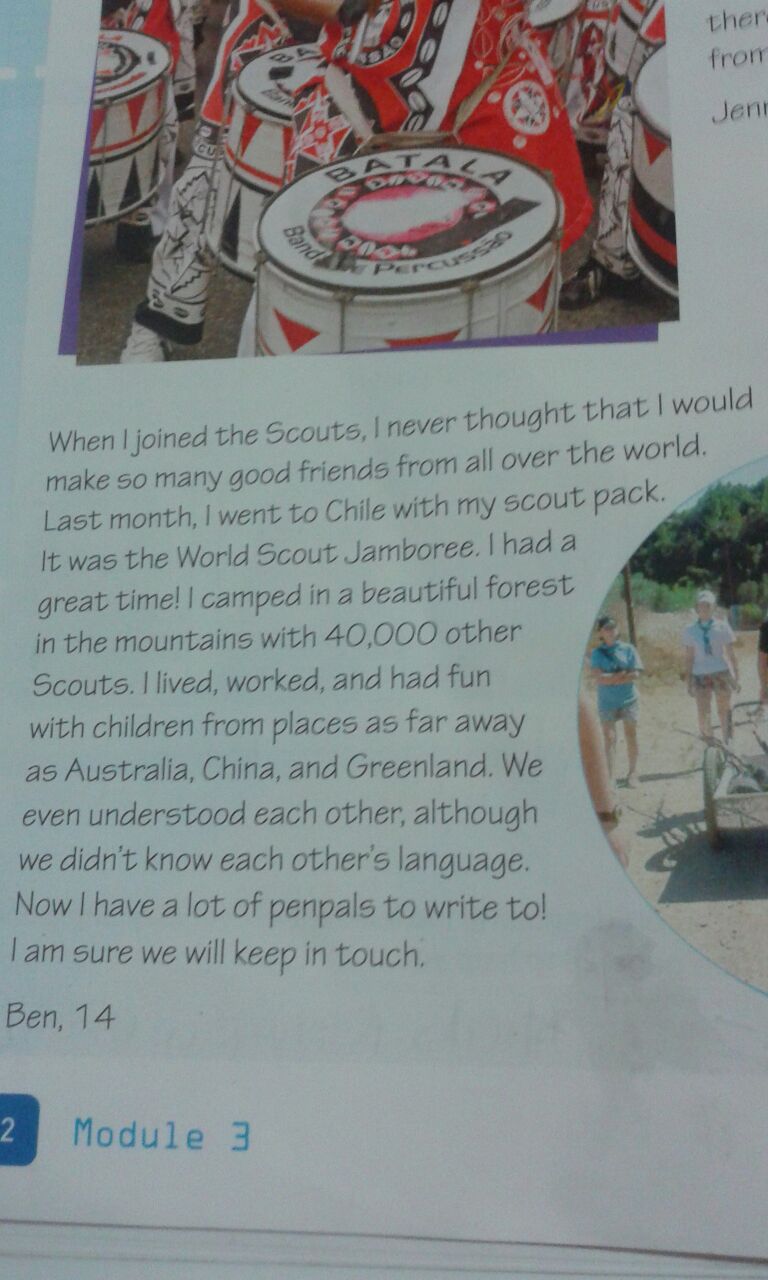 ther
from
Jenn
BATALA
Banda de Percussão
When I joined the Scouts, I never thought that I would
make so many good friends from all over the world.
Last month, I went to Chile with my scout pack.
It was the World Scout Jamboree. I had a
great time! I camped in a beautiful forest
in the mountains with 40,000 other
Scouts. I lived, worked, and had fun
with children from places as far away
as Australia, China, and Greenland. We
even understood each other, although
we didn't know each other's language.
Now I have a lot of penpals to write to!
I am sure we will keep in touch.
Ben, 14
2 Module 3